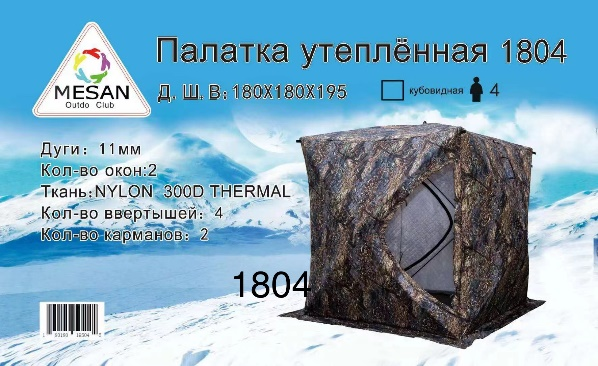 MESAN
Outdo Club
Палатка утеплённая 1804
Д. Ш. В: 180X180X195
кубовидная 4
Дуги: 11мм
Кол-во окон:2
Ткань:NYLON 300D THERMAL
Кол-во ввертышей: 4
Кол-во карманов: 2
1804